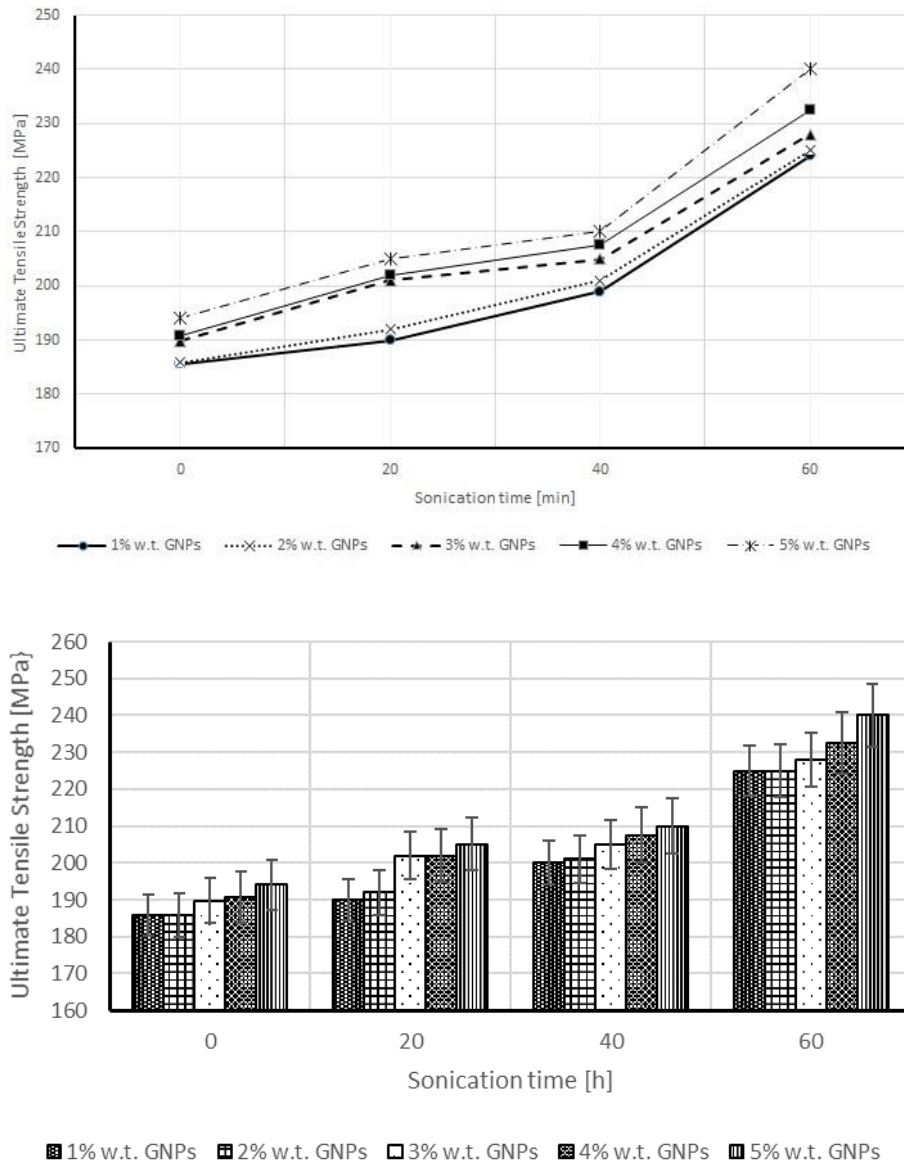 250
240
230
220
210
200
190
180
170
Ultimate Tensile Strength [MPa]
0 20 40 60
Sonication time [min]
1% w.t. GNPs 2% w.t. GNPs 3% w.t. GNPs 4% w.t. GNPs 5% w.t. GNPs
260
250
240
230
220
210
200
190
180
170
160
Ultimate Tensile Strength [MPa}
0 20 40 60
Sonication time [h]
1% w.t. GNPs 2% w.t. GNPs 3% w.t. GNPs 4% w.t. GNPs 5% w.t. GNPs